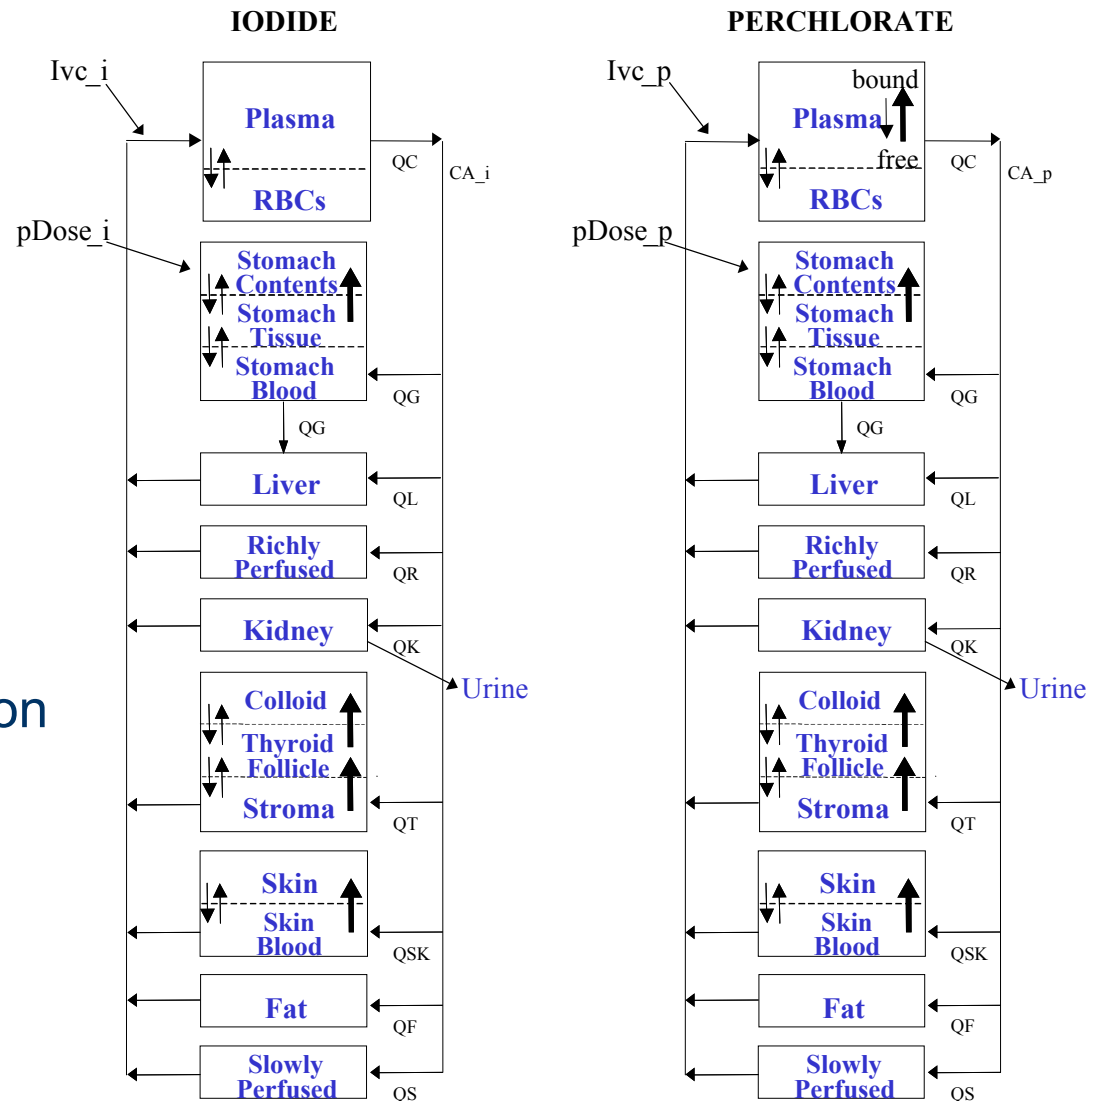 IODIDE
Ivc_i
Plasma
QC
CA_i
RBCs
pDose_i
Stomach
Contents
Stomach
Tissue
Stomach
Blood
QG
QG
Liver
QL
Richly
Perfused
QR
Kidney
QK
Urine
on
Colloid
Thyroid
Follicle
Stroma
QT
Skin
Skin
Blood
QSK
Fat
QF
Slowly
Perfused
QS
PERCHLORATE
Ivc_p
bound
Plasma
free
QC
CA_p
RBCs
pDose_p
Stomach
Contents
Stomach
Tissue
Stomach
Blood
QG
QG
Liver
QL
Richly
Perfused
QR
Kidney
QK
Urine
Colloid
Thyroid
Follicle
Stroma
QT
Skin
Skin
Blood
QSK
Fat
QF
Slowly
Perfused
QS